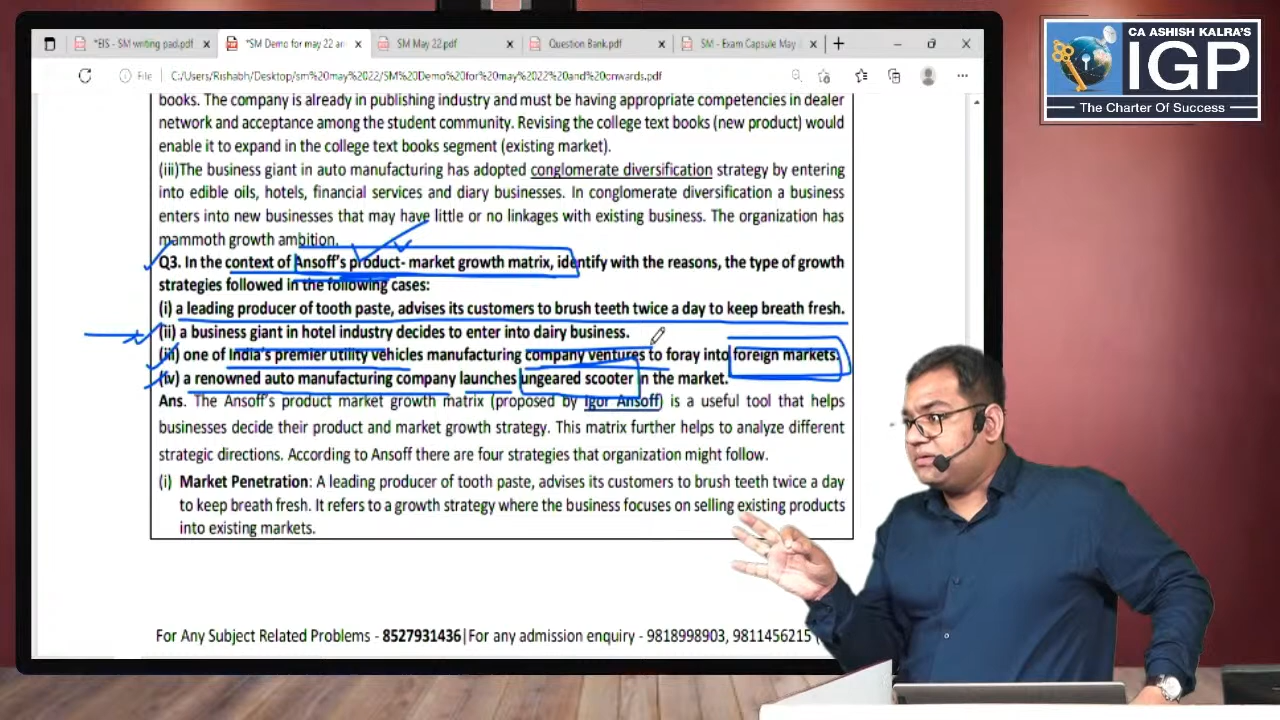 *EIS - SM writing pad.pdf
*SM Demo for may 22 an
SM May 22.pdf
Question Bank.pdf
SM - Exam Capsule May
File
C:/Users/Rishabh/Desktop/sm%20may%202022/SM%20Demo%20for%20may%2022%20and%20onwards.pdf
CA ASHISH KALRA'S
IGP
The Charter Of Success
books. The company is already in publishing industry and must be having appropriate competencies in dealer
network and acceptance among the student community. Revising the college text books (new product) would
enable it to expand in the college text books segment (existing market).
(iii)The business giant in auto manufacturing has adopted conglomerate diversification strategy by entering
into edible oils, hotels, financial services and diary businesses. In conglomerate diversification a business
enters into new businesses that may have little or no linkages with existing business. The organization has
mammoth growth ambition.
Q3. In the context of Ansoff's product- market growth matrix, identify with the reasons, the type of growth
strategies followed in the following cases:
(i) a leading producer of tooth paste, advises its customers to brush teeth twice a day to keep breath fresh.
(ii) a business giant in hotel industry decides to enter into dairy business.
(iii) one of India's premier utility vehicles manufacturing company ventures to foray into foreign markets.
(iv) a renowned auto manufacturing company launches ungeared scooter in the market.
Ans. The Ansoff's product market growth matrix (proposed by Igor Ansoff) is a useful tool that helps
businesses decide their product and market growth strategy. This matrix further helps to analyze different
strategic directions. According to Ansoff there are four strategies that organization might follow.
(i) Market Penetration: A leading producer of tooth paste, advises its customers to brush teeth twice a day
to keep breath fresh. It refers to a growth strategy where the business focuses on selling existing products
into existing markets.
For Any Subject Related Problems - 8527931436|For any admission enquiry - 9818998903, 9811456215 (